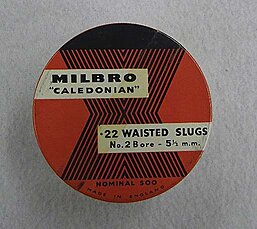 MILBRO
"CALEDONIAN"
.22 WAISTED SLUGS
No.2 Bore - 5½ m.m.
NOMINAL 500
MADE IN ENGLAND